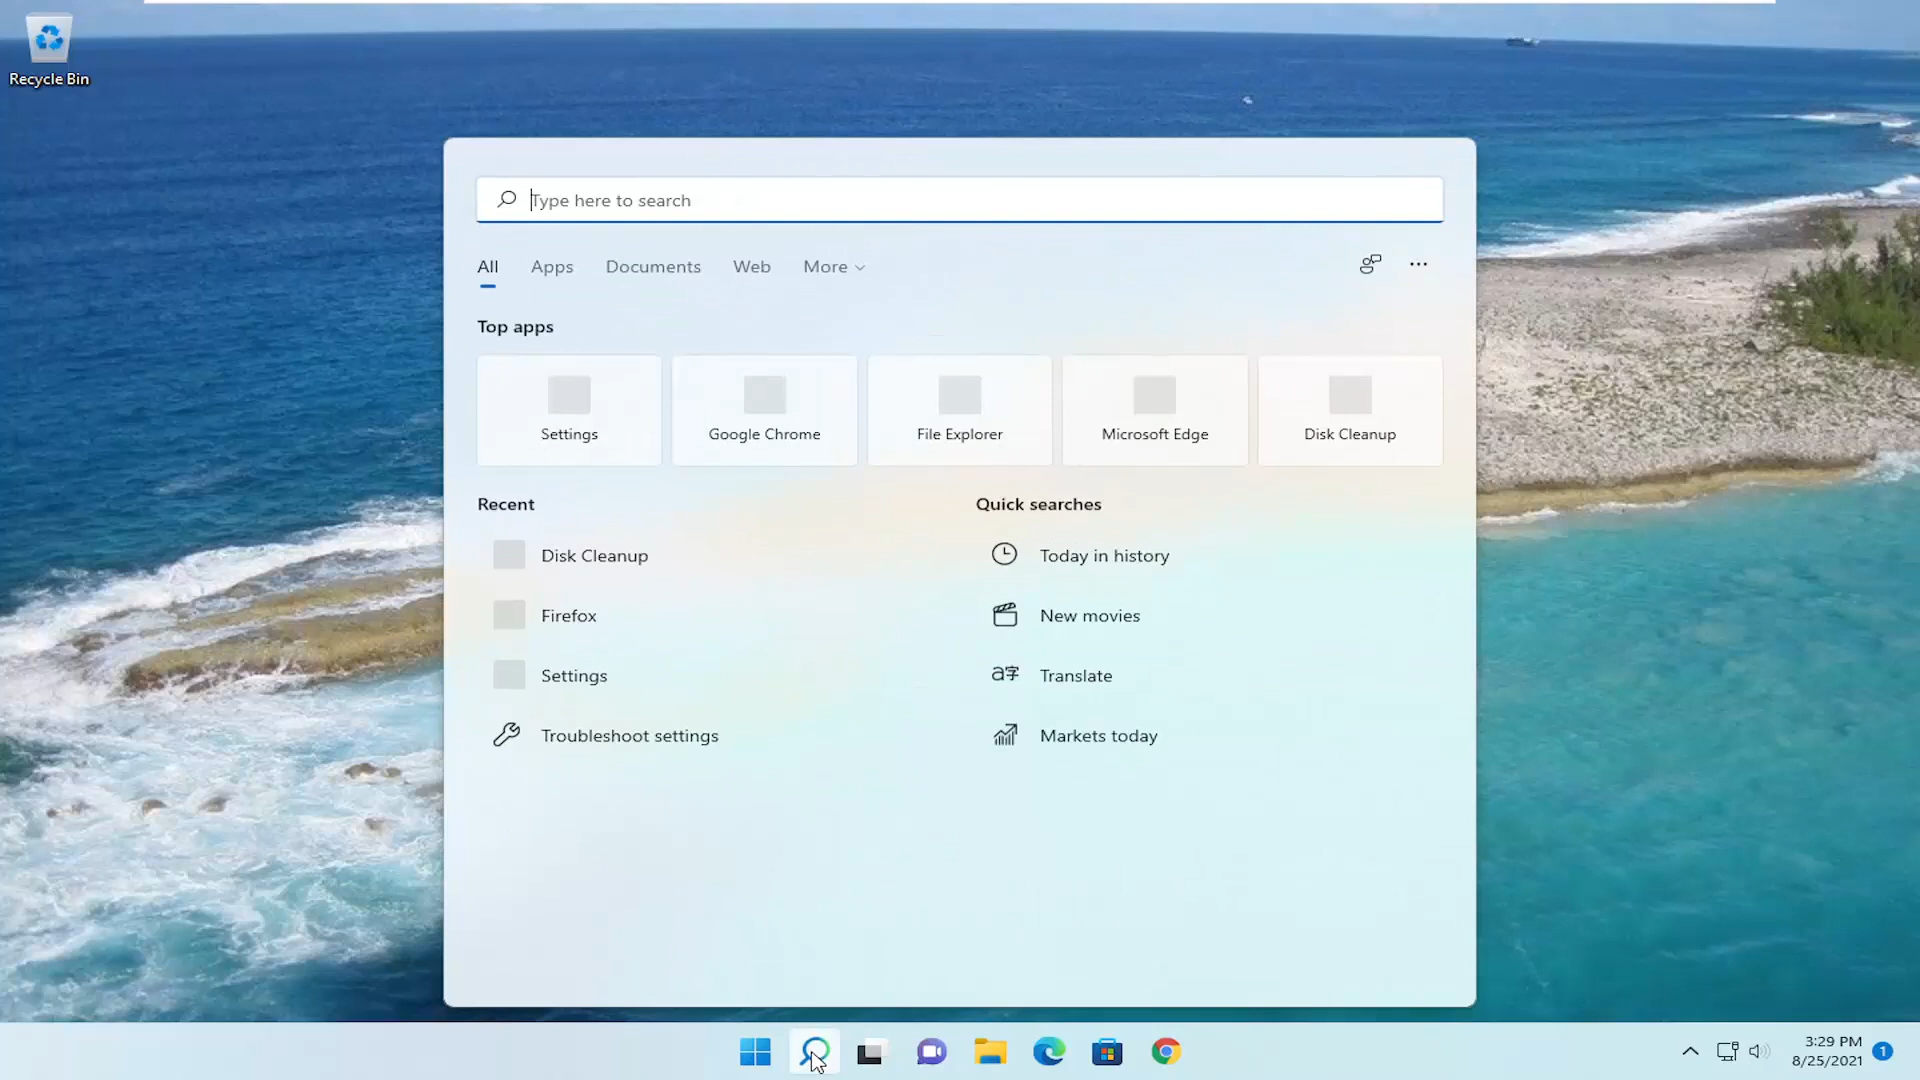 Recycle Bin
Type here to search
All Apps Documents Web More
Top apps
Settings Google Chrome File Explorer Microsoft Edge Disk Cleanup
Recent Quick searches
Disk Cleanup Today in history
Firefox New movies
Settings a字 Translate
Troubleshoot settings Markets today
3:29 PM
8/25/2021 1